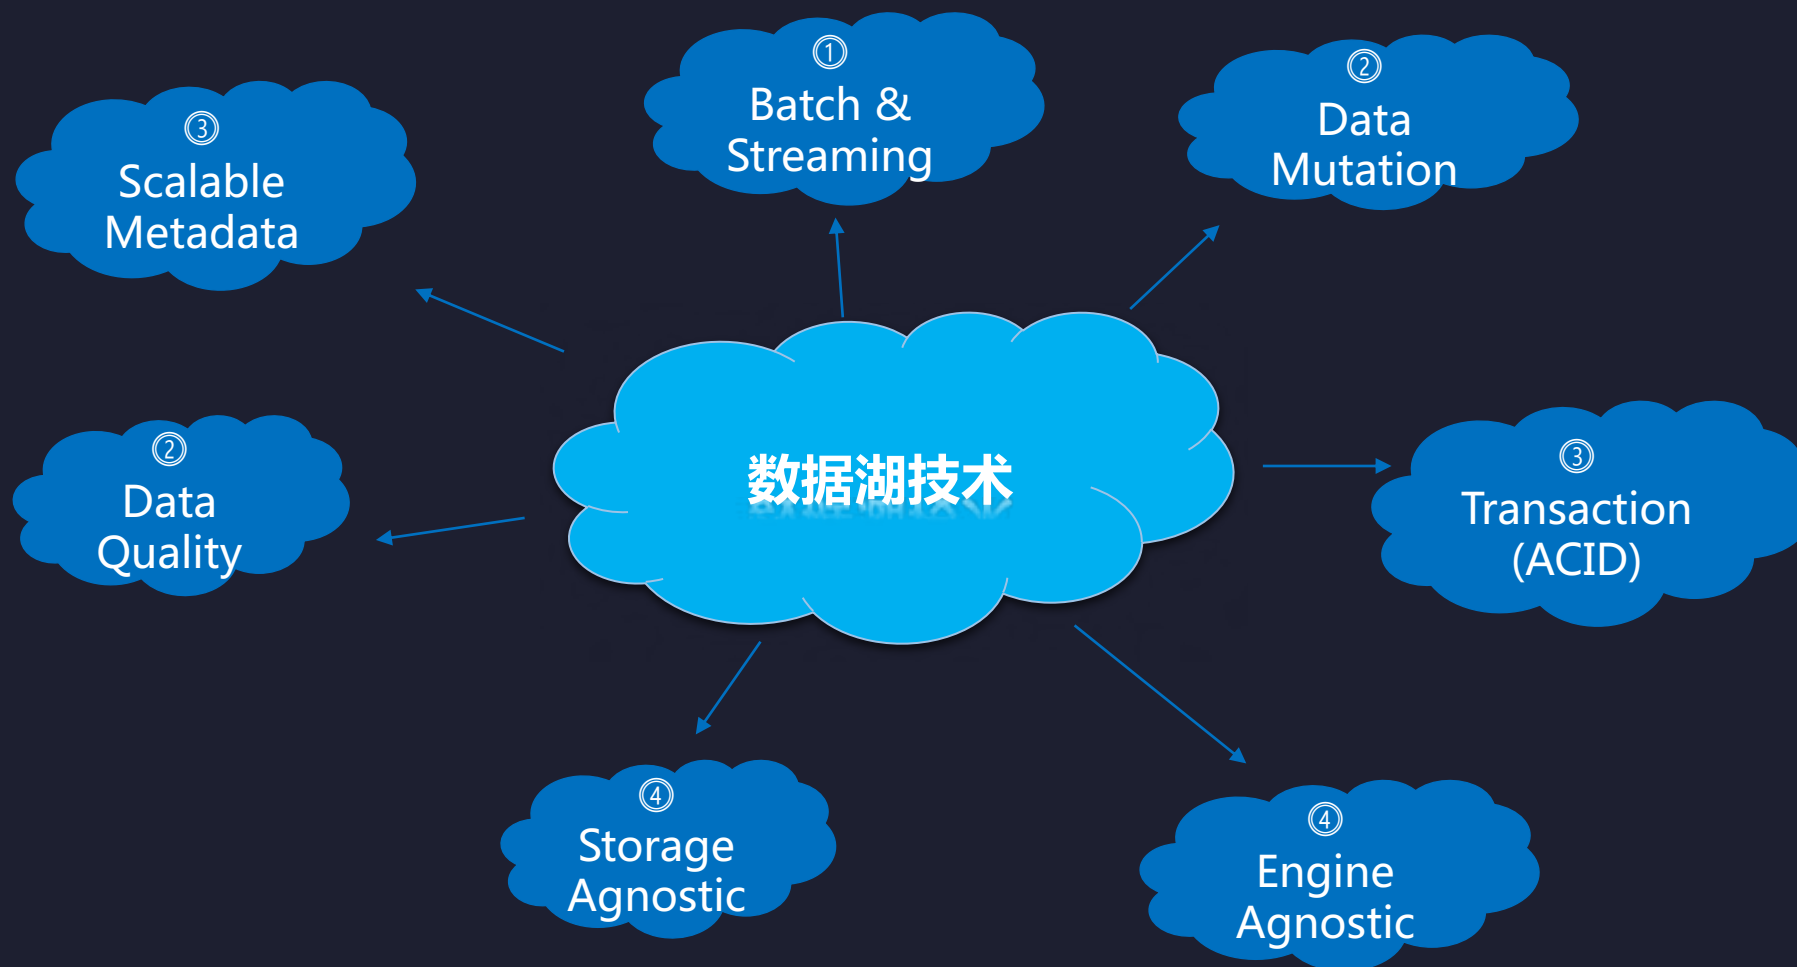 ①
Batch &
Streaming
②
Data
Mutation
③
Scalable
Metadata
数据湖技术
②
Data
Quality
③
Transaction
(ACID)
④
Storage
Agnostic
④
Engine
Agnostic